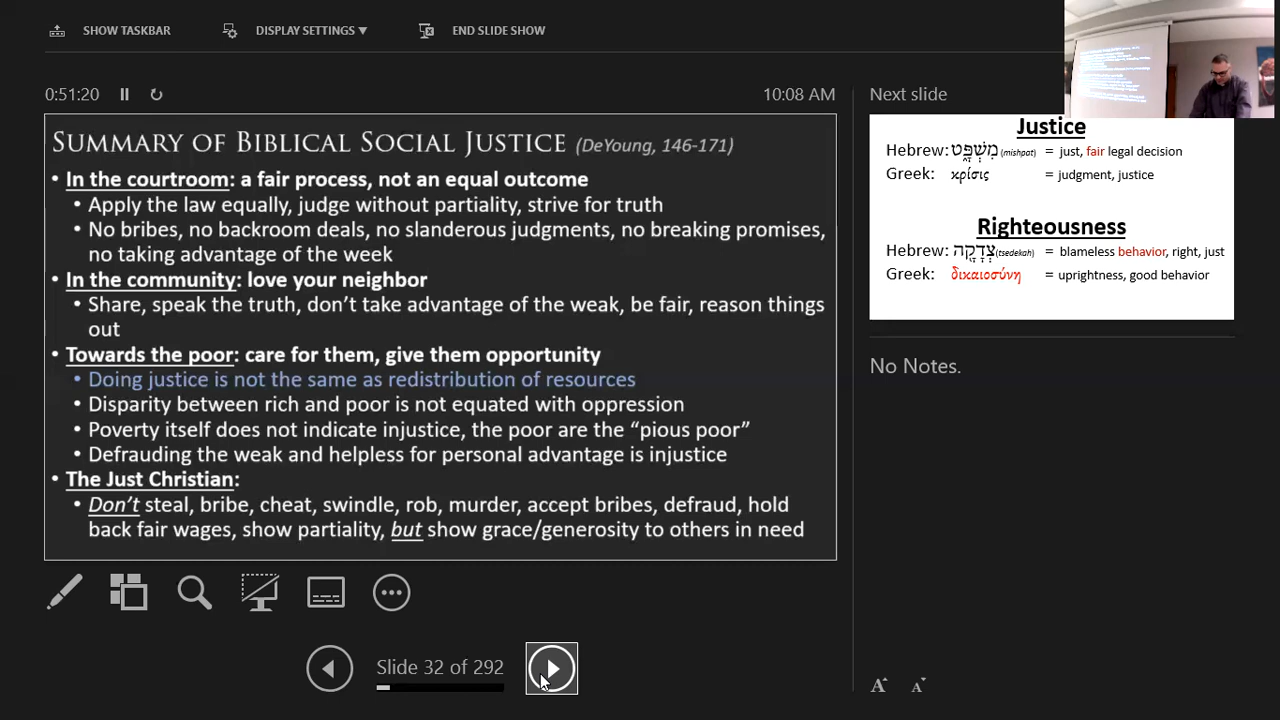 SHOW TASKBAR
DISPLAY SETTINGS ▼
END SLIDE SHOW
0:51:20
10:08 AM
SUMMARY OF BIBLICAL SOCIAL JUSTICE (DeYoung, 146-171)
• In the courtroom: a fair process, not an equal outcome
• Apply the law equally, judge without partiality, strive for truth
• No bribes, no backroom deals, no slanderous judgments, no breaking promises,
no taking advantage of the week
• In the community: love your neighbor
• Share, speak the truth, don't take advantage of the weak, be fair, reason things
out
• Towards the poor: care for them, give them opportunity
• Doing justice is not the same as redistribution of resources
• Disparity between rich and poor is not equated with oppression
• Poverty itself does not indicate injustice, the poor are the “pious poor”
• Defrauding the weak and helpless for personal advantage is injustice
• The Just Christian:
• Don't steal, bribe, cheat, swindle, rob, murder, accept bribes, defraud, hold
back fair wages, show partiality, but show grace/generosity to others in need
Slide 32 of 292
Next slide
Justice
Hebrew: מִשְׁפָּ֑ט (mishpat) = just, fair legal decision
Greek: κρίσις = judgment, justice
Righteousness
Hebrew: צְדָקָ֖ה (tsedekah) = blameless behavior, right, just
Greek: δικαιοσύνη = uprightness, good behavior
No Notes.
A A